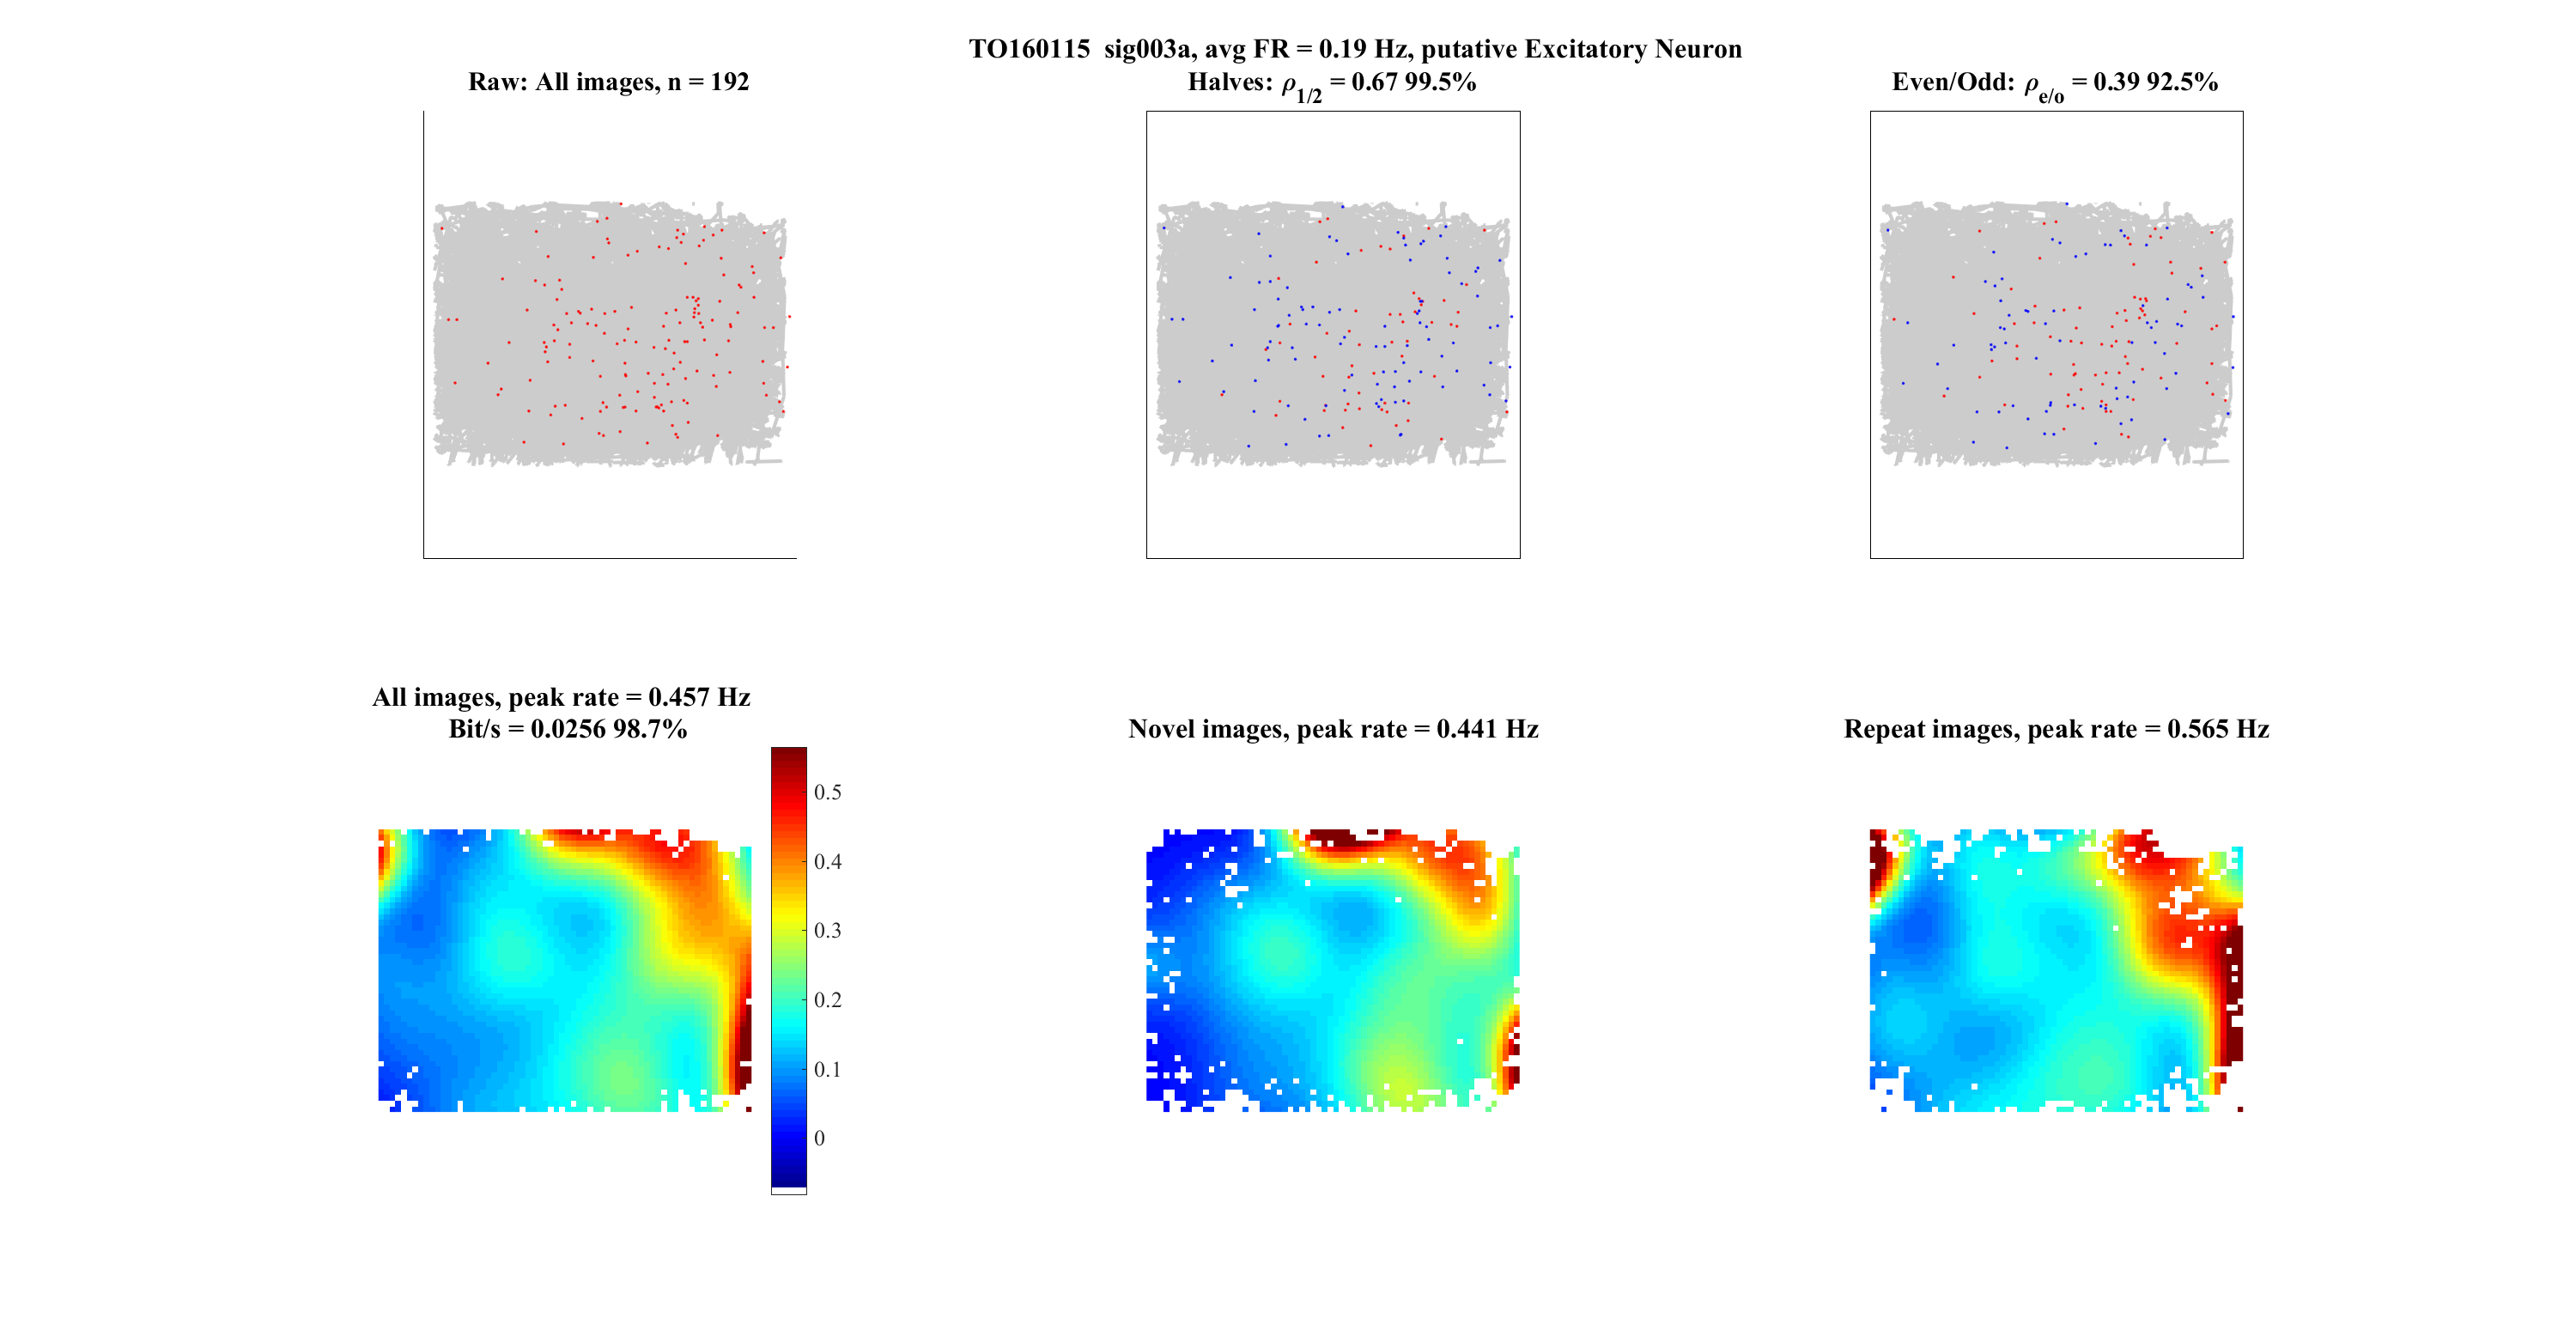 TO160115  sig003a, avg FR = 0.19 Hz, putative Excitatory Neuron
Raw: All images, n = 192
Halves: ρ1/2 = 0.67 99.5%
Even/Odd: ρe/o = 0.39 92.5%
All images, peak rate = 0.457 Hz
Bit/s = 0.0256 98.7%
Novel images, peak rate = 0.441 Hz
Repeat images, peak rate = 0.565 Hz
0.5
0.4
0.3
0.2
0.1
0